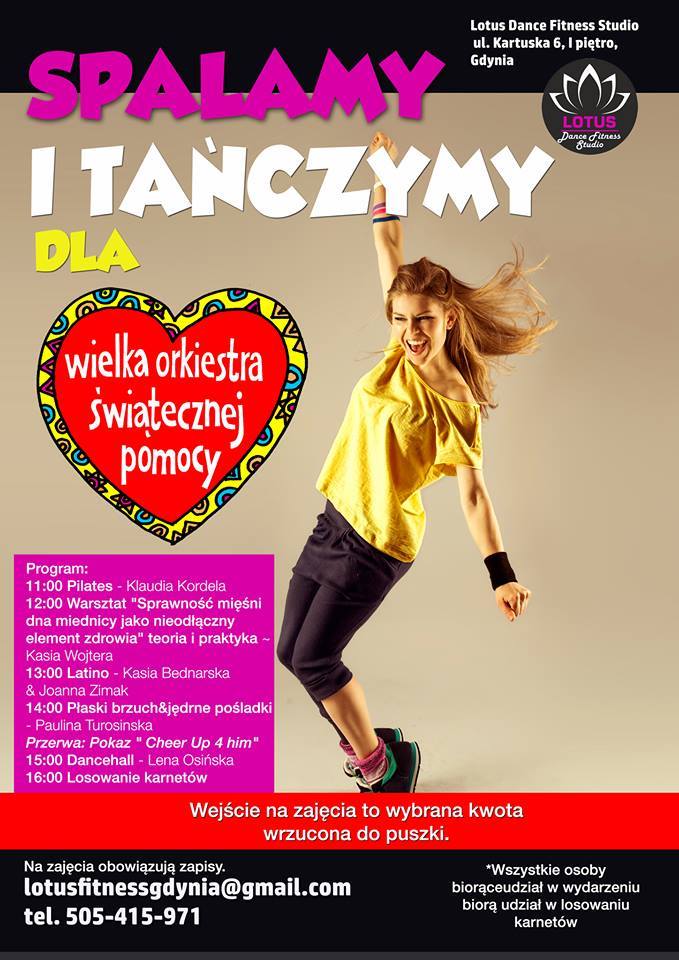 Lotus Dance Fitness Studio
ul. Kartuska 6, I piętro,
Gdynia
SPALAMY
LOTUS
Dance Fitness
Studio
I TAŃCZYMY
DLA
wielka orkiestra
świątecznej
pomocy
Program:
11:00 Pilates - Klaudia Kordela
12:00 Warsztat "Sprawność mięśni
dna miednicy jako nieodłączny
element zdrowia" teoria i praktyka ~
Kasia Wojtera
13:00 Latino - Kasia Bednarska
& Joanna Zimak
14:00 Płaski brzuch&jędrne pośladki
- Paulina Turosinska
Przerwa: Pokaz " Cheer Up 4 him"
15:00 Dancehall - Lena Osińska
16:00 Losowanie karnetów
Wejście na zajęcia to wybrana kwota
wrzucona do puszki.
Na zajęcia obowiązują zapisy.
lotusfitnessgdynia@gmail.com
tel. 505-415-971
*Wszystkie osoby
biorąceudział w wydarzeniu
biorą udział w losowaniu
karnetów